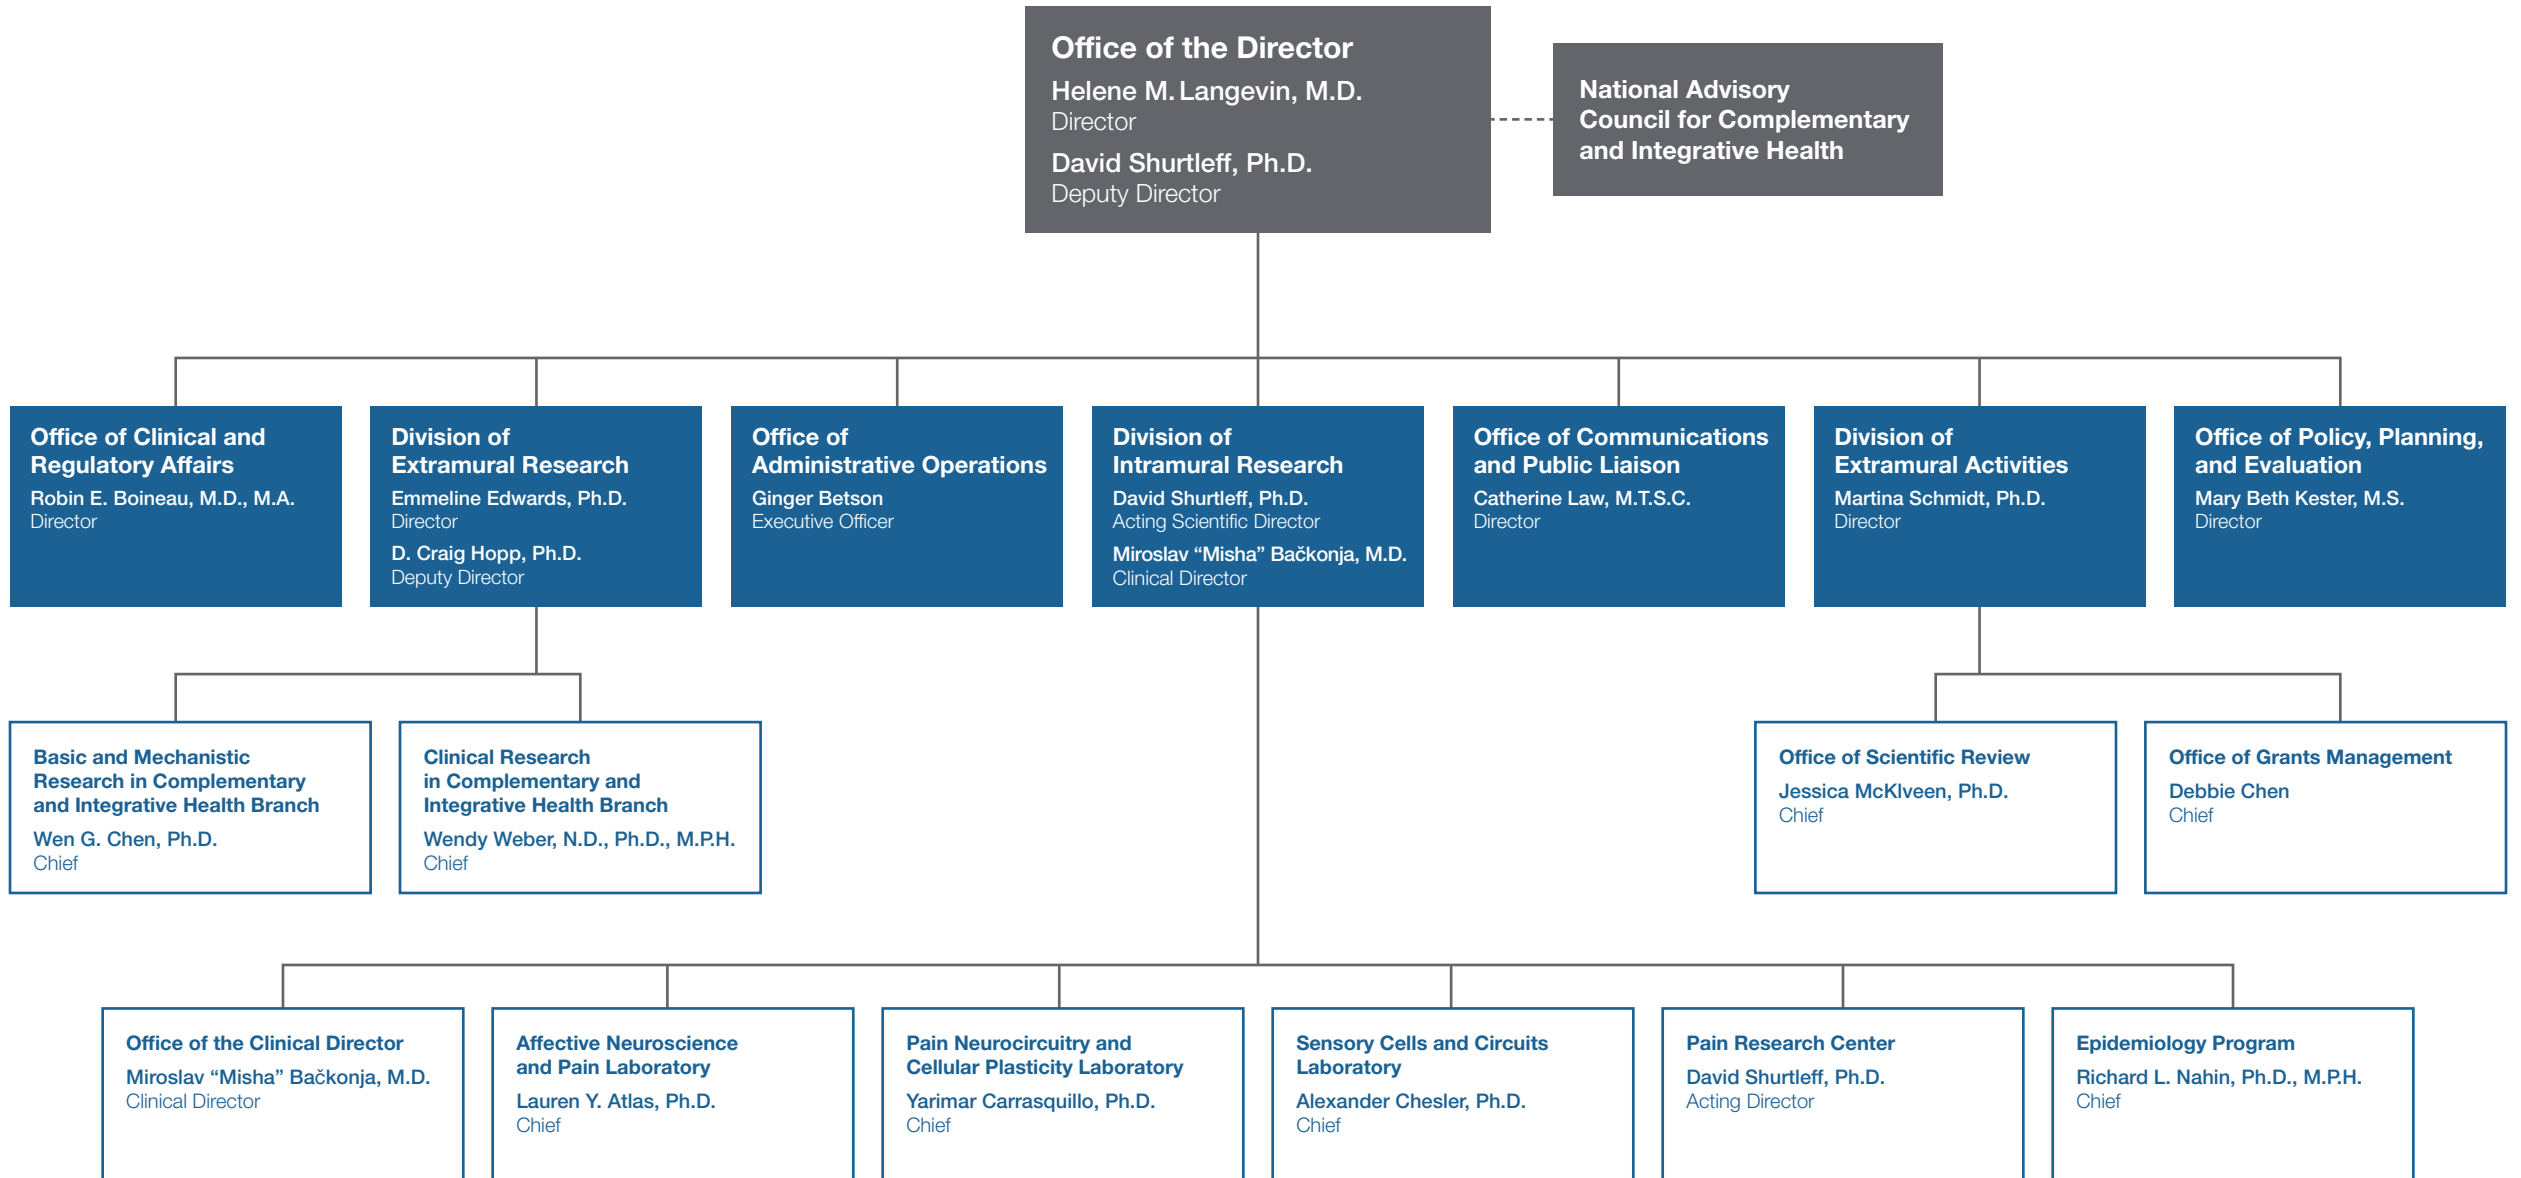 Office of the Director
Helene M. Langevin, M.D.
Director
David Shurtleff, Ph.D.
Deputy Director
National Advisory
Council for Complementary
and Integrative Health
Office of Clinical and
Regulatory Affairs
Robin E. Boineau, M.D., M.A.
Director
Division of
Extramural Research
Emmeline Edwards, Ph.D.
Director
D. Craig Hopp, Ph.D.
Deputy Director
Office of
Administrative Operations
Ginger Betson
Executive Officer
Division of
Intramural Research
David Shurtleff, Ph.D.
Acting Scientific Director
Miroslav “Misha” Bačkonja, M.D.
Clinical Director
Office of Communications
and Public Liaison
Catherine Law, M.T.S.C.
Director
Division of
Extramural Activities
Martina Schmidt, Ph.D.
Director
Office of Policy, Planning,
and Evaluation
Mary Beth Kester, M.S.
Director
Basic and Mechanistic
Research in Complementary
and Integrative Health Branch
Wen G. Chen, Ph.D.
Chief
Clinical Research
in Complementary and
Integrative Health Branch
Wendy Weber, N.D., Ph.D., M.P.H.
Chief
Office of Scientific Review
Jessica McKlveen, Ph.D.
Chief
Office of Grants Management
Debbie Chen
Chief
Office of the Clinical Director
Miroslav “Misha” Bačkonja, M.D.
Clinical Director
Affective Neuroscience
and Pain Laboratory
Lauren Y. Atlas, Ph.D.
Chief
Pain Neurocircuitry and
Cellular Plasticity Laboratory
Yarimar Carrasquillo, Ph.D.
Chief
Sensory Cells and Circuits
Laboratory
Alexander Chesler, Ph.D.
Chief
Pain Research Center
David Shurtleff, Ph.D.
Acting Director
Epidemiology Program
Richard L. Nahin, Ph.D., M.P.H.
Chief